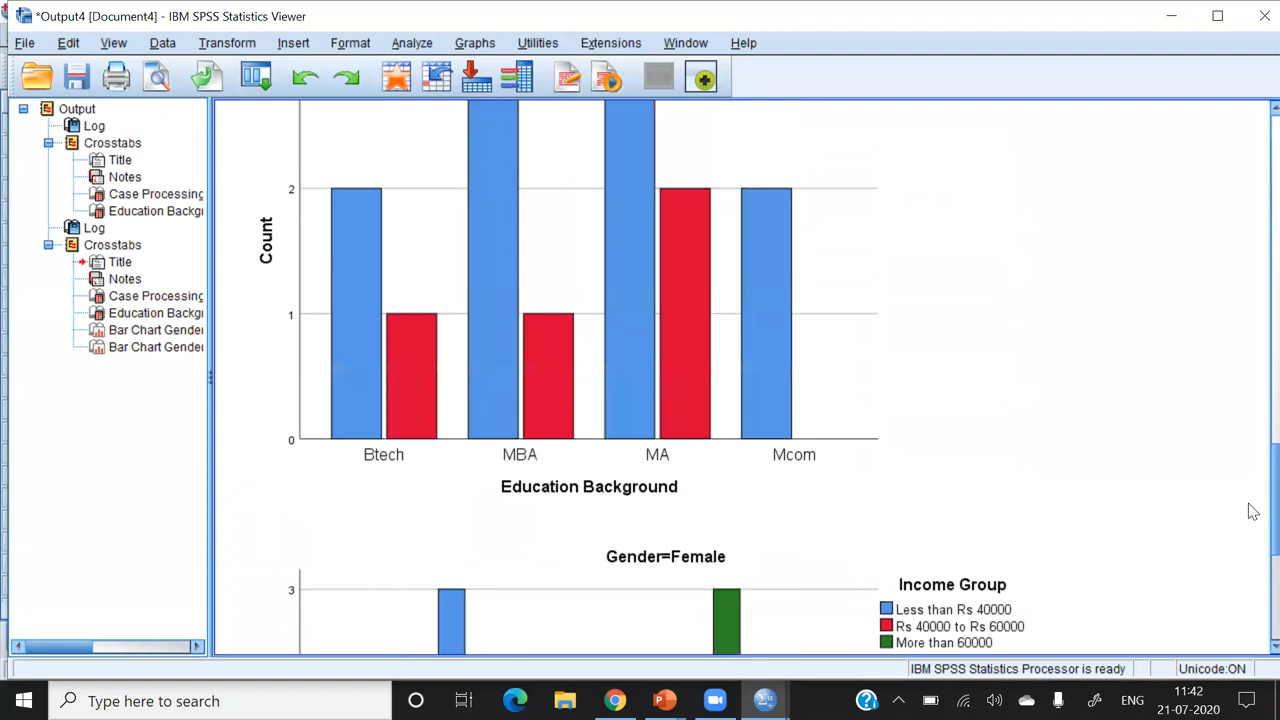 *Output4 [Document4] - IBM SPSS Statistics Viewer
File Edit View Data Transform Insert Format Analyze Graphs Utilities Extensions Window Help
Output
Log
Crosstabs
Title
Notes
Case Processing
Education Backgr
Log
Crosstabs
Title
Notes
Case Processing
Education Backgr
Bar Chart Gender
Bar Chart Gender
2
1
0
Count
Btech MBA MA Mcom
Education Background
Gender=Female
3
Income Group
Less than Rs 40000
Rs 40000 to Rs 60000
More than 60000
IBM SPSS Statistics Processor is ready Unicode:ON
Type here to search
ENG
11:42
21-07-2020